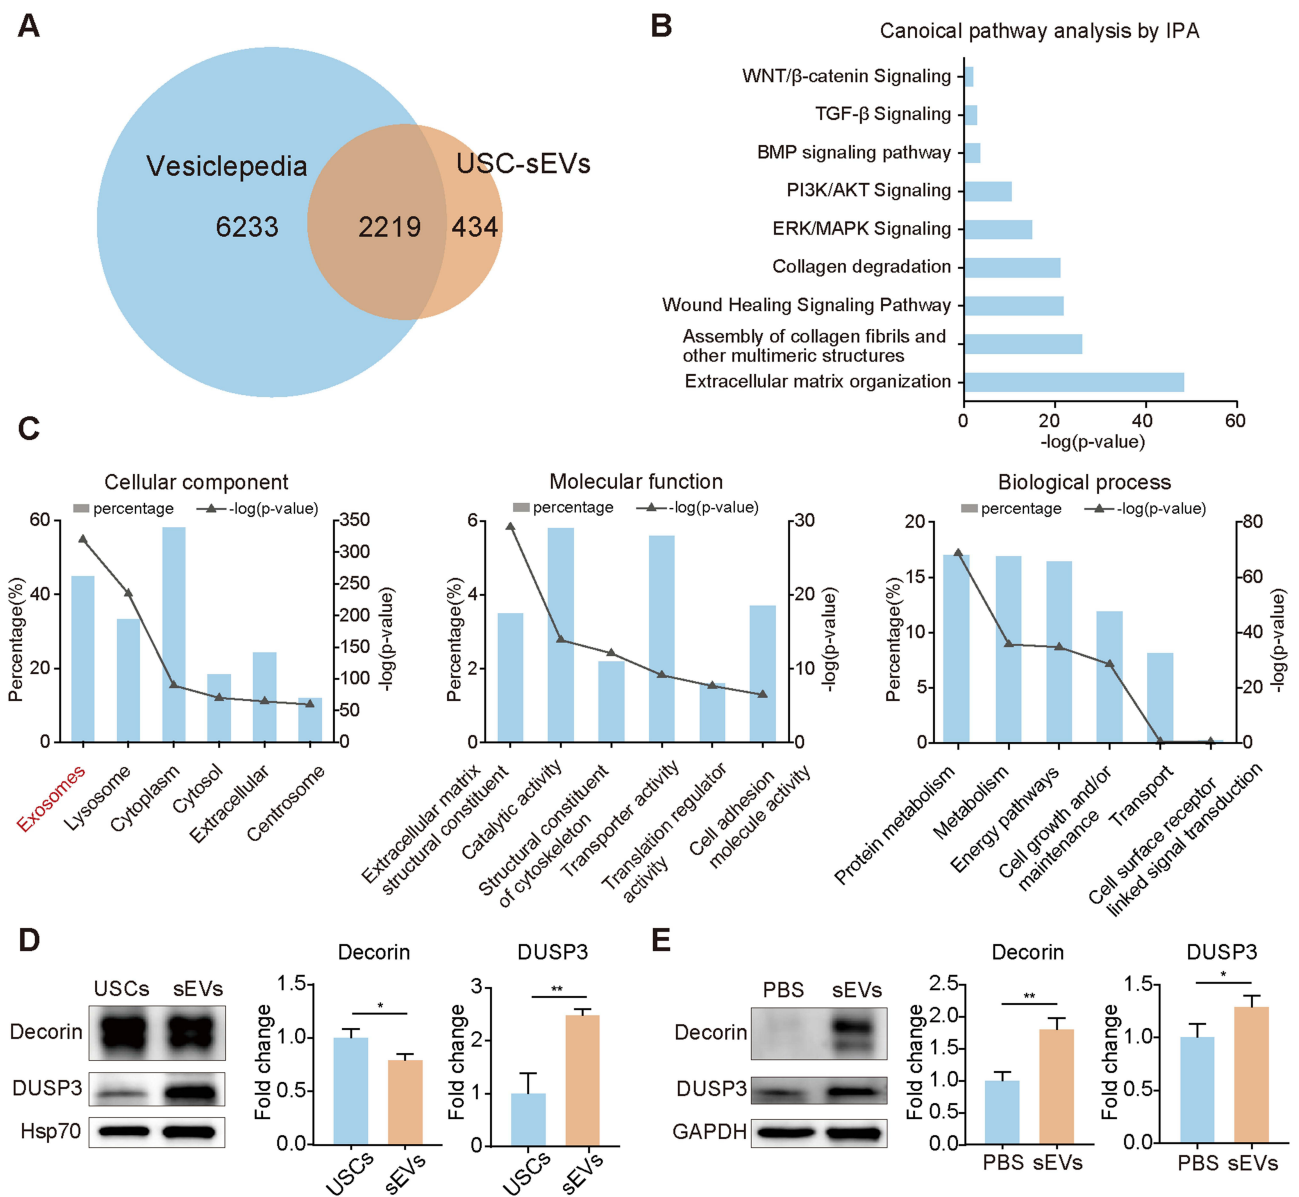 A
Vesiclepedia
USC-sEVs
6233
2219
434
B
Canoical pathway analysis by IPA
WNT/β-catenin Signaling
TGF-β Signaling
BMP signaling pathway
PI3K/AKT Signaling
ERK/MAPK Signaling
Collagen degradation
Wound Healing Signaling Pathway
Assembly of collagen fibrils and
other multimeric structures
Extracellular matrix organization
0
20
40
60
-log(p-value)
C
Cellular component
percentage
-log(p-value)
60
40
20
0
Percentage(%)
350
300
250
200
150
100
50
0
-log(p-value)
Exosomes
Lysosome
Cytoplasm
Cytosol
Extracellular
Centrosome
Molecular function
percentage
-log(p-value)
6
4
2
0
Percentage(%)
30
20
10
0
-log(p-value)
Extracellular matrix
structural constituent
Catalytic activity
Structural constituent
of cytoskeleton
Transporter activity
Translation regulator
activity
Cell adhesion
molecule activity
Biological process
percentage
-log(p-value)
20
15
10
5
0
Percentage(%)
80
60
40
20
0
-log(p-value)
Protein metabolism
Metabolism
Energy pathways
Cell growth and/or
maintenance
Transport
Cell surface receptor
linked signal transduction
D
USCs sEVs
Decorin
DUSP3
Hsp70
Decorin
1.5
1.0
0.5
0.0
Fold change
*
USCs
sEVs
DUSP3
3
2
1
0
Fold change
**
USCs
sEVs
E
PBS sEVs
Decorin
DUSP3
GAPDH
Decorin
2.5
2.0
1.5
1.0
0.5
0.0
Fold change
**
PBS sEVs
DUSP3
1.5
1.0
0.5
0.0
Fold change
*
PBS sEVs